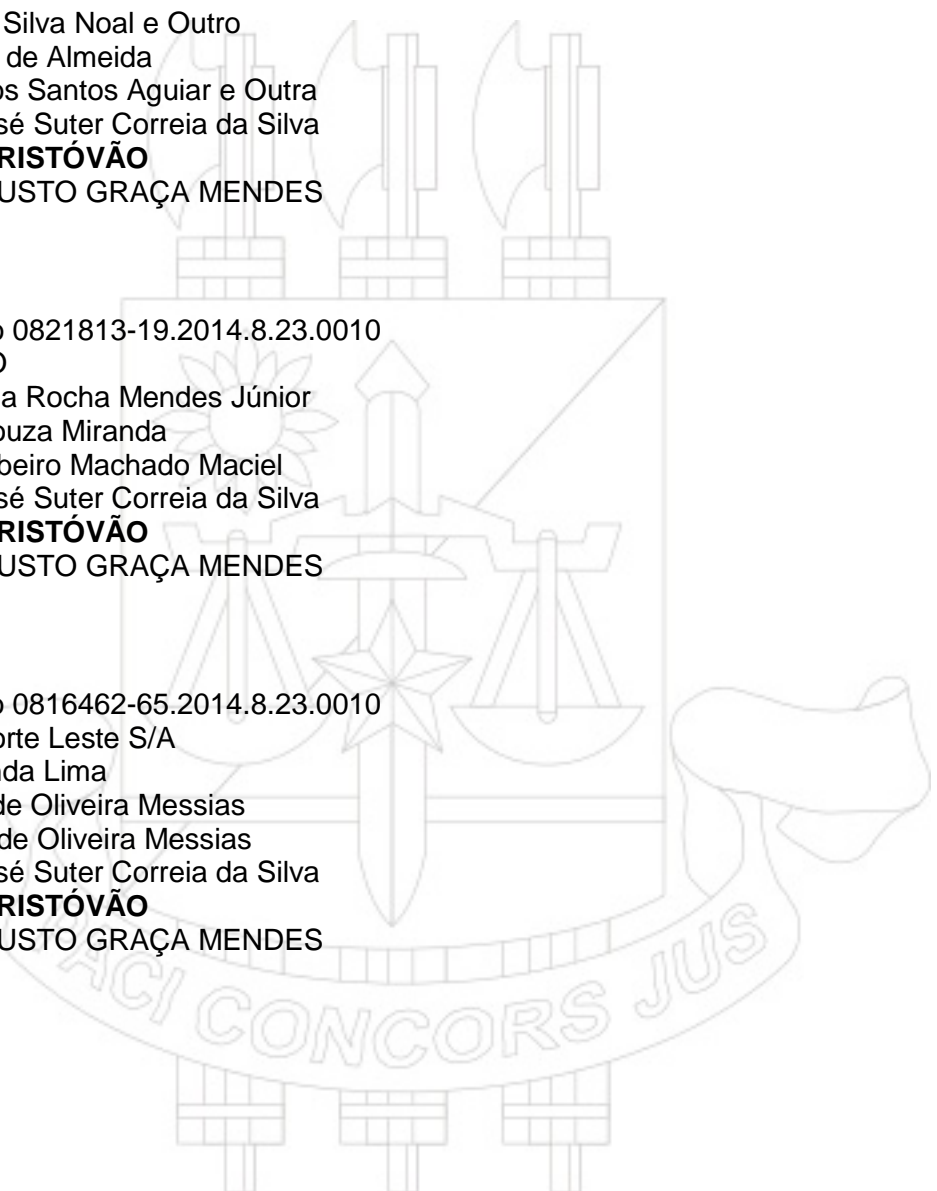 Silva Noal e Outro
de Almeida
os Santos Aguiar e Outra
sé Suter Correia da Silva
RISTÓVÃO
USTO GRAÇA MENDES
o 0821813-19.2014.8.23.0010
O
a Rocha Mendes Júnior
ouza Miranda
beiro Machado Maciel
sé Suter Correia da Silva
RISTÓVÃO
USTO GRAÇA MENDES
o 0816462-65.2014.8.23.0010
orte Leste S/A
nda Lima
de Oliveira Messias
de Oliveira Messias
sé Suter Correia da Silva
RISTÓVÃO
USTO GRAÇA MENDES
PACI CONCORS JUS